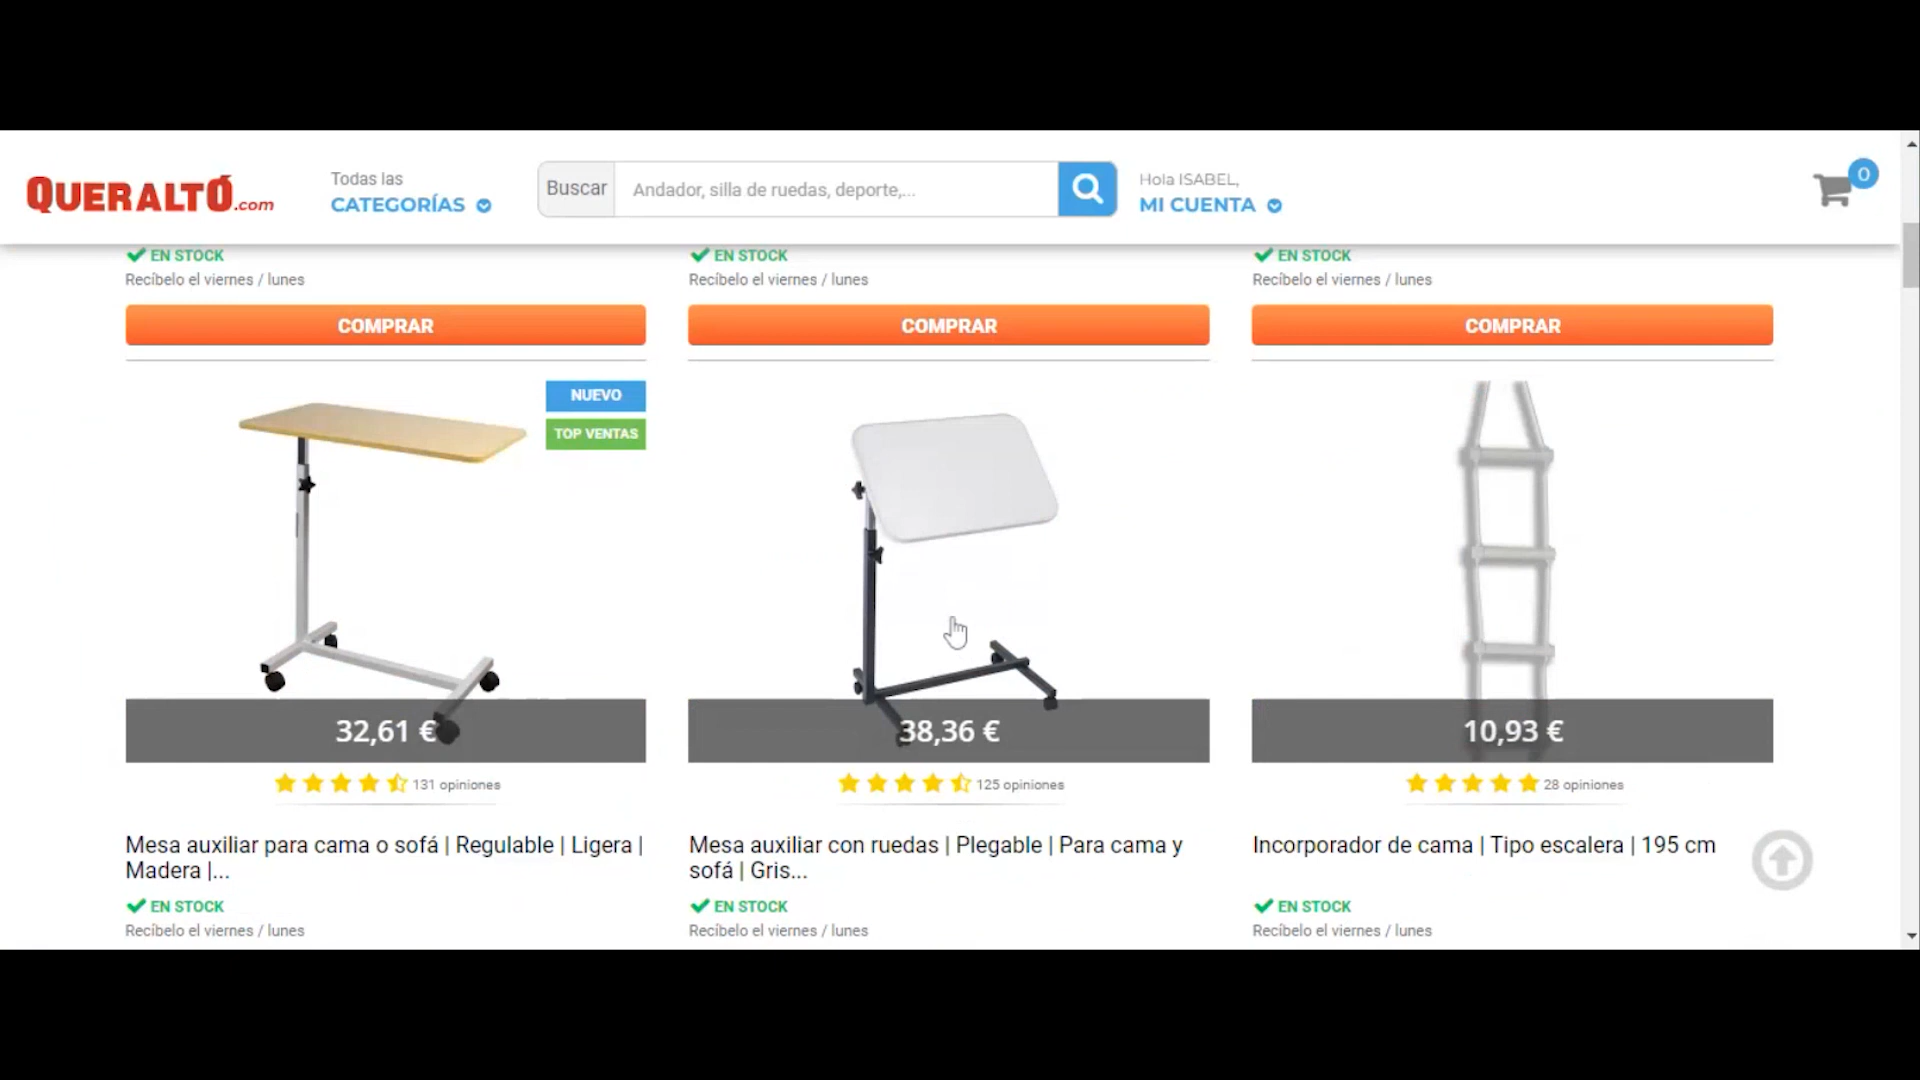 QUERALTÓ.com
Todas las
CATEGORÍAS
Buscar
Andador, silla de ruedas, deporte,...
Hola ISABEL,
MI CUENTA
0
EN STOCK
Recíbelo el viernes / lunes
COMPRAR
EN STOCK
Recíbelo el viernes / lunes
COMPRAR
EN STOCK
Recíbelo el viernes / lunes
COMPRAR
NUEVO
TOP VENTAS
32,61 €
131 opiniones
Mesa auxiliar para cama o sofá | Regulable | Ligera |
Madera |...
EN STOCK
Recíbelo el viernes / lunes
38,36 €
125 opiniones
Mesa auxiliar con ruedas | Plegable | Para cama y
sofá | Gris...
EN STOCK
Recíbelo el viernes / lunes
10,93 €
28 opiniones
Incorporador de cama | Tipo escalera | 195 cm
EN STOCK
Recíbelo el viernes / lunes